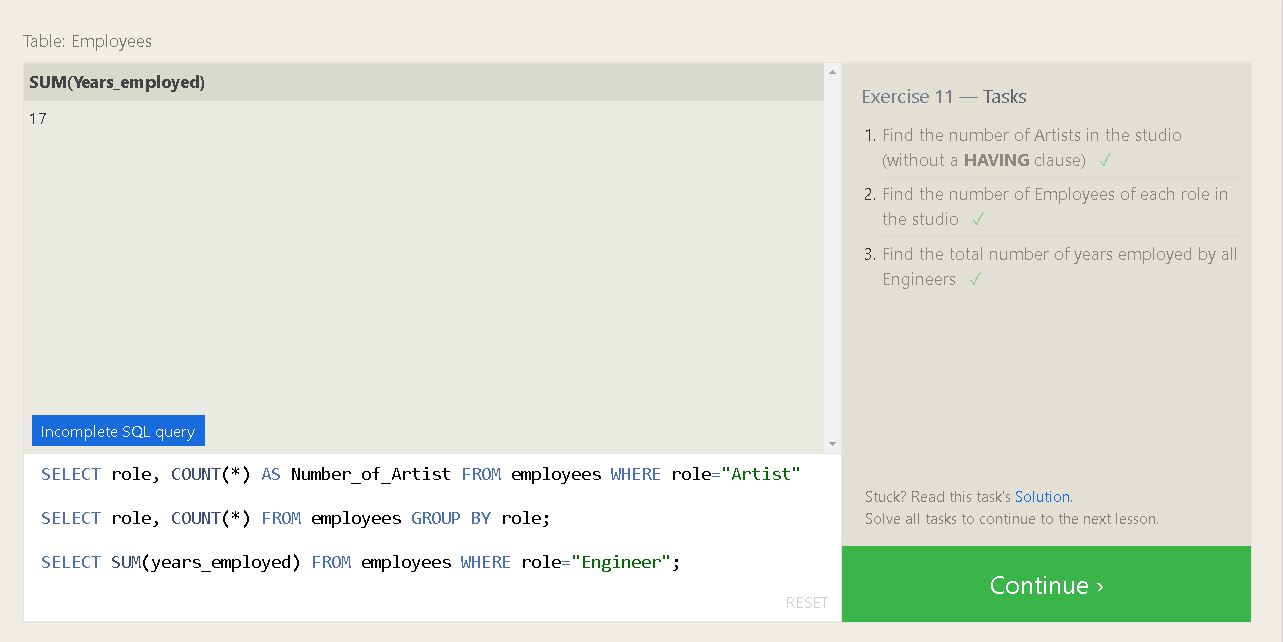 Table: Employees
SUM(Years_employed)
17
Incomplete SQL query
SELECT role, COUNT(*) AS Number_of_Artist FROM employees WHERE role="Artist"
SELECT role, COUNT(*) FROM employees GROUP BY role;
SELECT SUM(years_employed) FROM employees WHERE role="Engineer";
RESET
Exercise 11 — Tasks
1. Find the number of Artists in the studio
(without a HAVING clause) ✓
2. Find the number of Employees of each role in
the studio ✓
3. Find the total number of years employed by all
Engineers ✓
Stuck? Read this task's Solution.
Solve all tasks to continue to the next lesson.
Continue ›